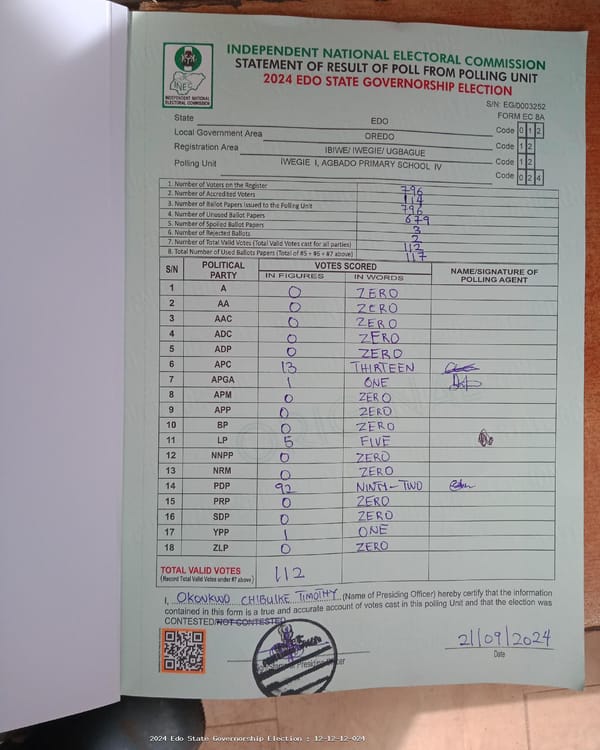 INDEPENDENT NATIONAL ELECTORAL COMMISSION
STATEMENT OF RESULT OF POLL FROM POLLING UNIT
2024 EDO STATE GOVERNORSHIP ELECTION
INEC
INDEPENDENT NATIONAL ELECTORAL COMMISSION
S/N: EG/0003252
FORM EC 8A
State EDO Code 0 1 2
Local Government Area OREDO Code 1 2
Registration Area IBIWE/ IWEGIE/ UGBAGUE Code 1 2
Polling Unit IWEGIE I, AGBADO PRIMARY SCHOOL IV Code 0 2 4
1. Number of Voters on the Register 796
2. Number of Accredited Voters 114
3. Number of Ballot Papers Issued to the Polling Unit 796
4. Number of Unused Ballot Papers 679
5. Number of Spoiled Ballot Papers 3
6. Number of Rejected Ballots 2
7. Number of Total Valid Votes (Total Valid Votes cast for all parties) 112
8. Total Number of Used Ballots Papers (Total of #5 + #6 + #7 above) 117
S/N POLITICAL PARTY VOTES SCORED NAME/SIGNATURE OF POLLING AGENT
IN FIGURES IN WORDS
1 A 0 ZERO
2 AA 0 ZERO
3 AAC 0 ZERO
4 ADC 0 ZERO
5 ADP 0 ZERO
6 APC 13 THIRTEEN
7 APGA 1 ONE
8 APM 0 ZERO
9 APP 0 ZERO
10 BP 0 ZERO
11 LP 5 FIVE
12 NNPP 0 ZERO
13 NRM 0 ZERO
14 PDP 92 NINTY-TWO
15 PRP 0 ZERO
16 SDP 0 ZERO
17 YPP 1 ONE
18 ZLP 0 ZERO
TOTAL VALID VOTES 112
(Record Total Valid Votes under #7 above)
I, OKONKWO CHIBUIKE TIMOTHY (Name of Presiding Officer) hereby certify that the information
contained in this form is a true and accurate account of votes cast in this polling Unit and that the election was
CONTESTED/NOT CONTESTED
Presiding Officer
21/09/2024
Date
2024 Edo State Governorship Election : 12-12-12-024